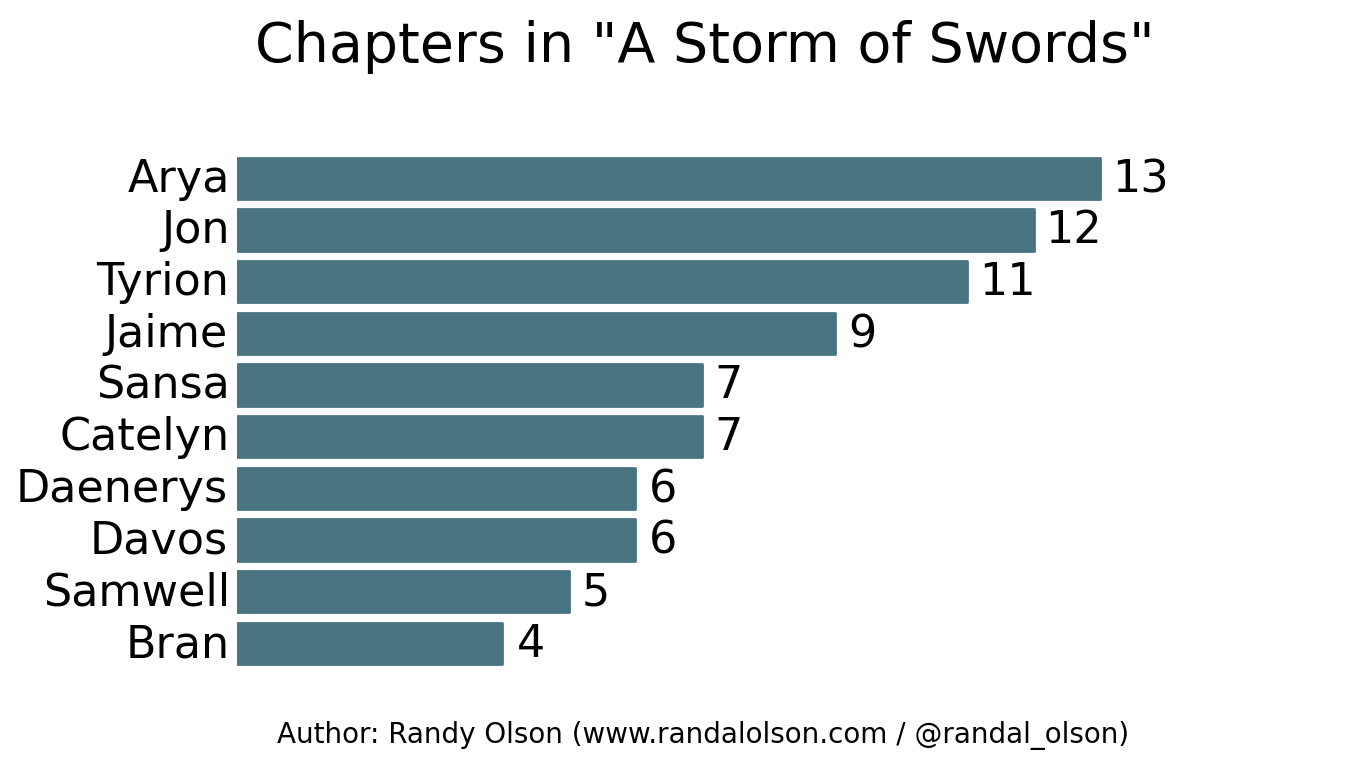 Chapters in "A Storm of Swords"
Arya 13
Jon 12
Tyrion 11
Jaime 9
Sansa 7
Catelyn 7
Daenerys 6
Davos 6
Samwell 5
Bran 4
Author: Randy Olson (www.randalolson.com / @randal_olson)